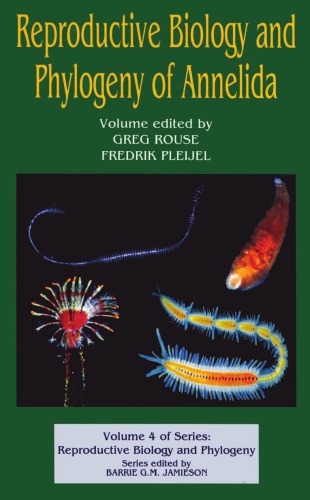 Reproductive Biology and
Phylogeny of Annelida
Volume edited by
GREG ROUSE
FREDRIK PLEIJEL
Volume 4 of Series:
Reproductive Biology and Phylogeny
Series edited by
BARRIE G.M. JAMIESON